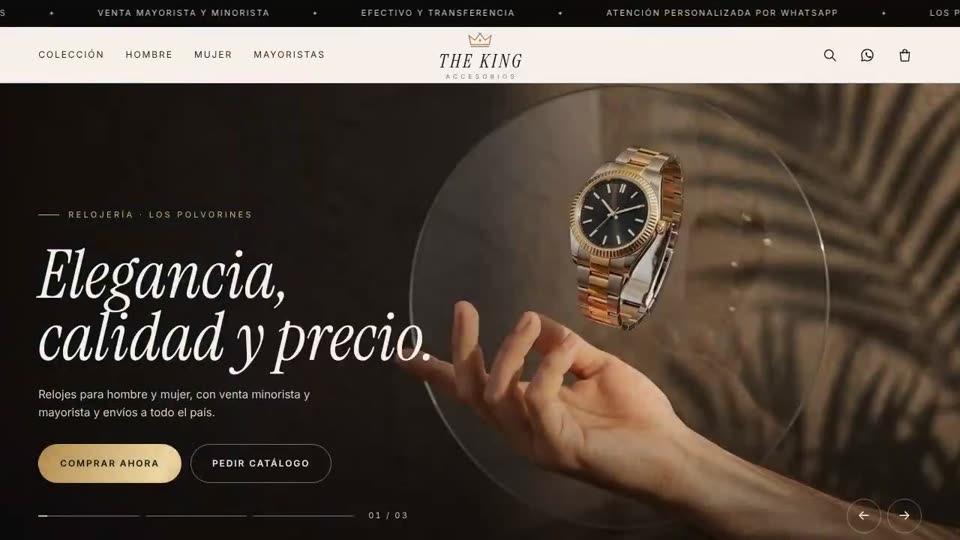 S ✦ VENTA MAYORISTA Y MINORISTA ✦ EFECTIVO Y TRANSFERENCIA ✦ ATENCIÓN PERSONALIZADA POR WHATSAPP ✦ LOS P
COLECCIÓN HOMBRE MUJER MAYORISTAS
THE KING
ACCESORIOS
RELOJERÍA · LOS POLVORINES
Elegancia,
calidad y precio.
Relojes para hombre y mujer, con venta minorista y
mayorista y envíos a todo el país.
COMPRAR AHORA PEDIR CATÁLOGO
01 / 03